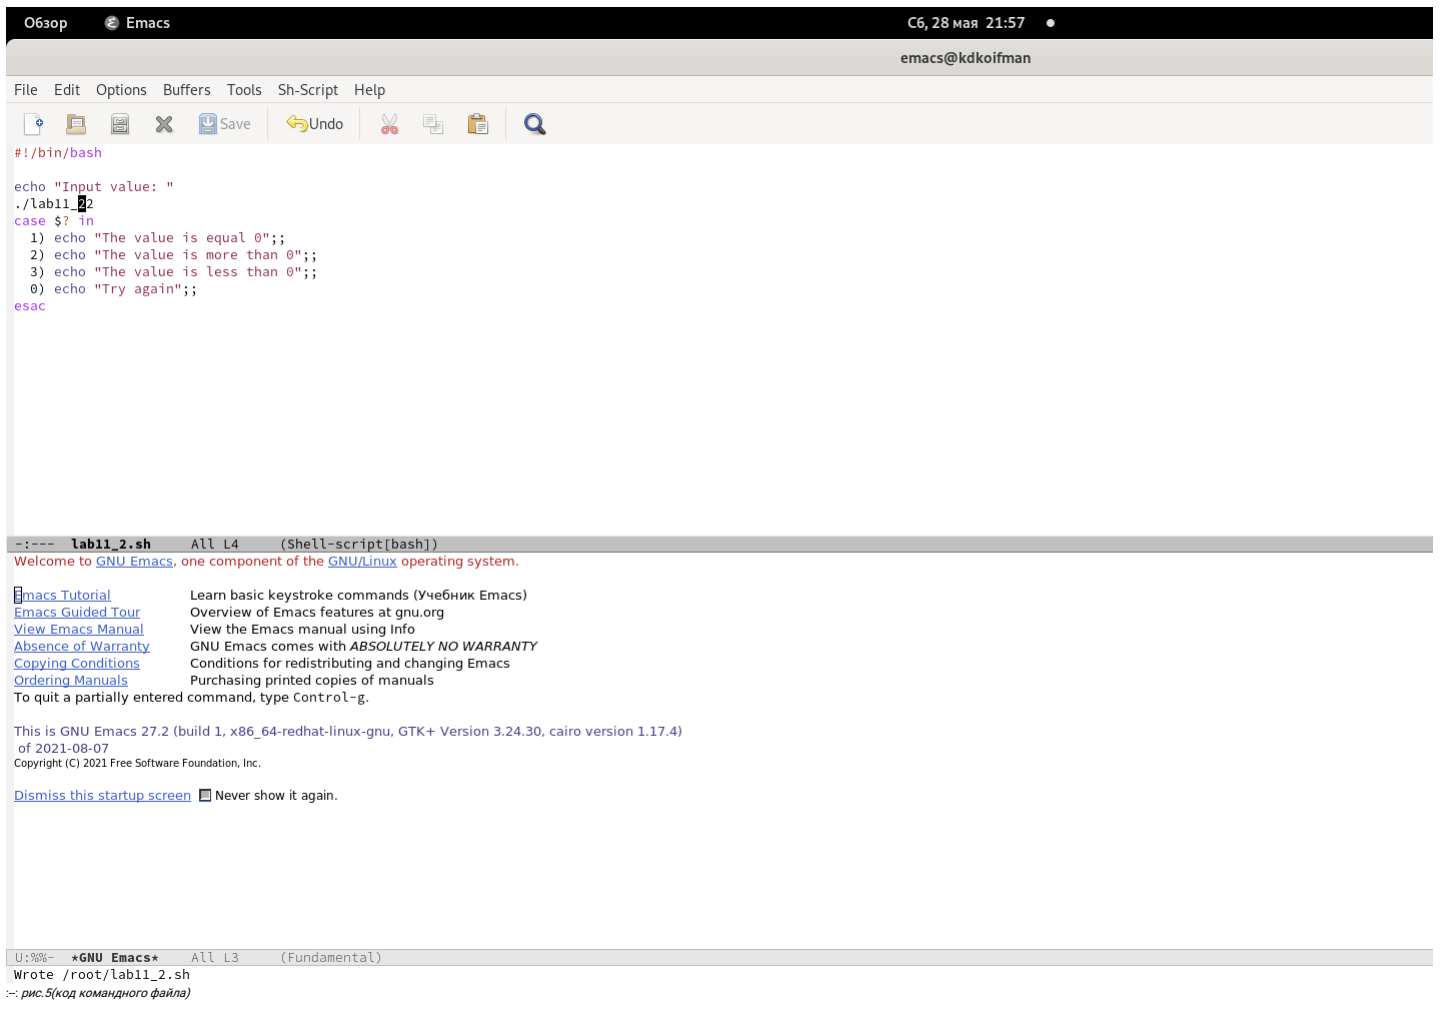 Обзор Emacs Сб, 28 мая 21:57
emacs@kdkoifman
File Edit Options Buffers Tools Sh-Script Help
Save Undo
#!/bin/bash
echo "Input value: "
./lab11_22
case $? in
  1) echo "The value is equal 0";;
  2) echo "The value is more than 0";;
  3) echo "The value is less than 0";;
  0) echo "Try again";;
esac
-:---  lab11_2.sh     All L4     (Shell-script[bash])
Welcome to GNU Emacs, one component of the GNU/Linux operating system.
Emacs Tutorial Learn basic keystroke commands (Учебник Emacs)
Emacs Guided Tour Overview of Emacs features at gnu.org
View Emacs Manual View the Emacs manual using Info
Absence of Warranty GNU Emacs comes with ABSOLUTELY NO WARRANTY
Copying Conditions Conditions for redistributing and changing Emacs
Ordering Manuals Purchasing printed copies of manuals
To quit a partially entered command, type Control-g.
This is GNU Emacs 27.2 (build 1, x86_64-redhat-linux-gnu, GTK+ Version 3.24.30, cairo version 1.17.4)
 of 2021-08-07
Copyright (C) 2021 Free Software Foundation, Inc.
Dismiss this startup screen Never show it again.
U:%%-  *GNU Emacs*    All L3     (Fundamental)
Wrote /root/lab11_2.sh
:--: рис.5(код командного файла)